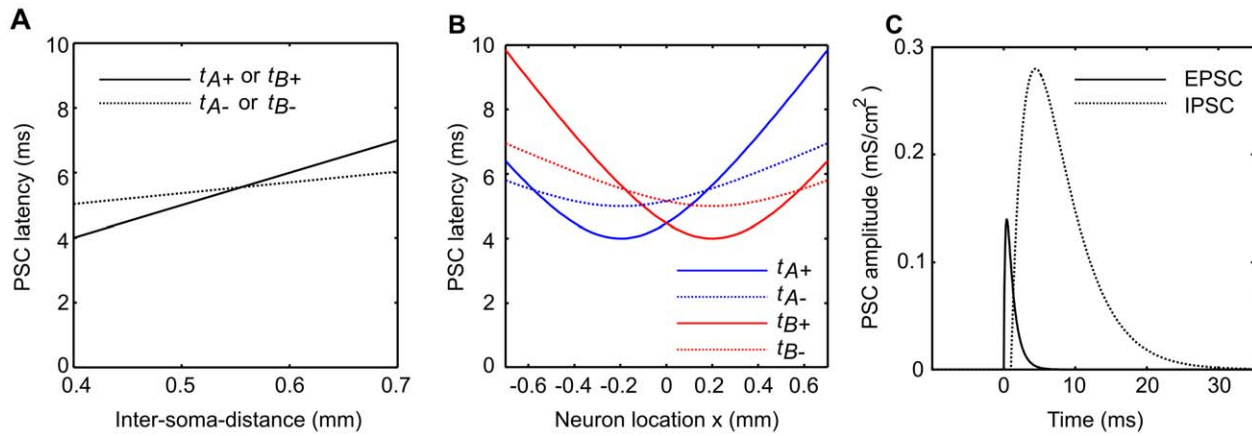 A
PSC latency (ms)
10
8
6
4
2
0
t_A+ or t_B+
t_A- or t_B-
0.4 0.5 0.6 0.7
Inter-soma-distance (mm)
B
PSC latency (ms)
10
8
6
4
2
0
t_A+
t_A-
t_B+
t_B-
-0.6 -0.4 -0.2 0 0.2 0.4 0.6
Neuron location x (mm)
C
PSC amplitude (mS/cm²)
0.3
0.2
0.1
0
EPSC
IPSC
0 10 20 30
Time (ms)